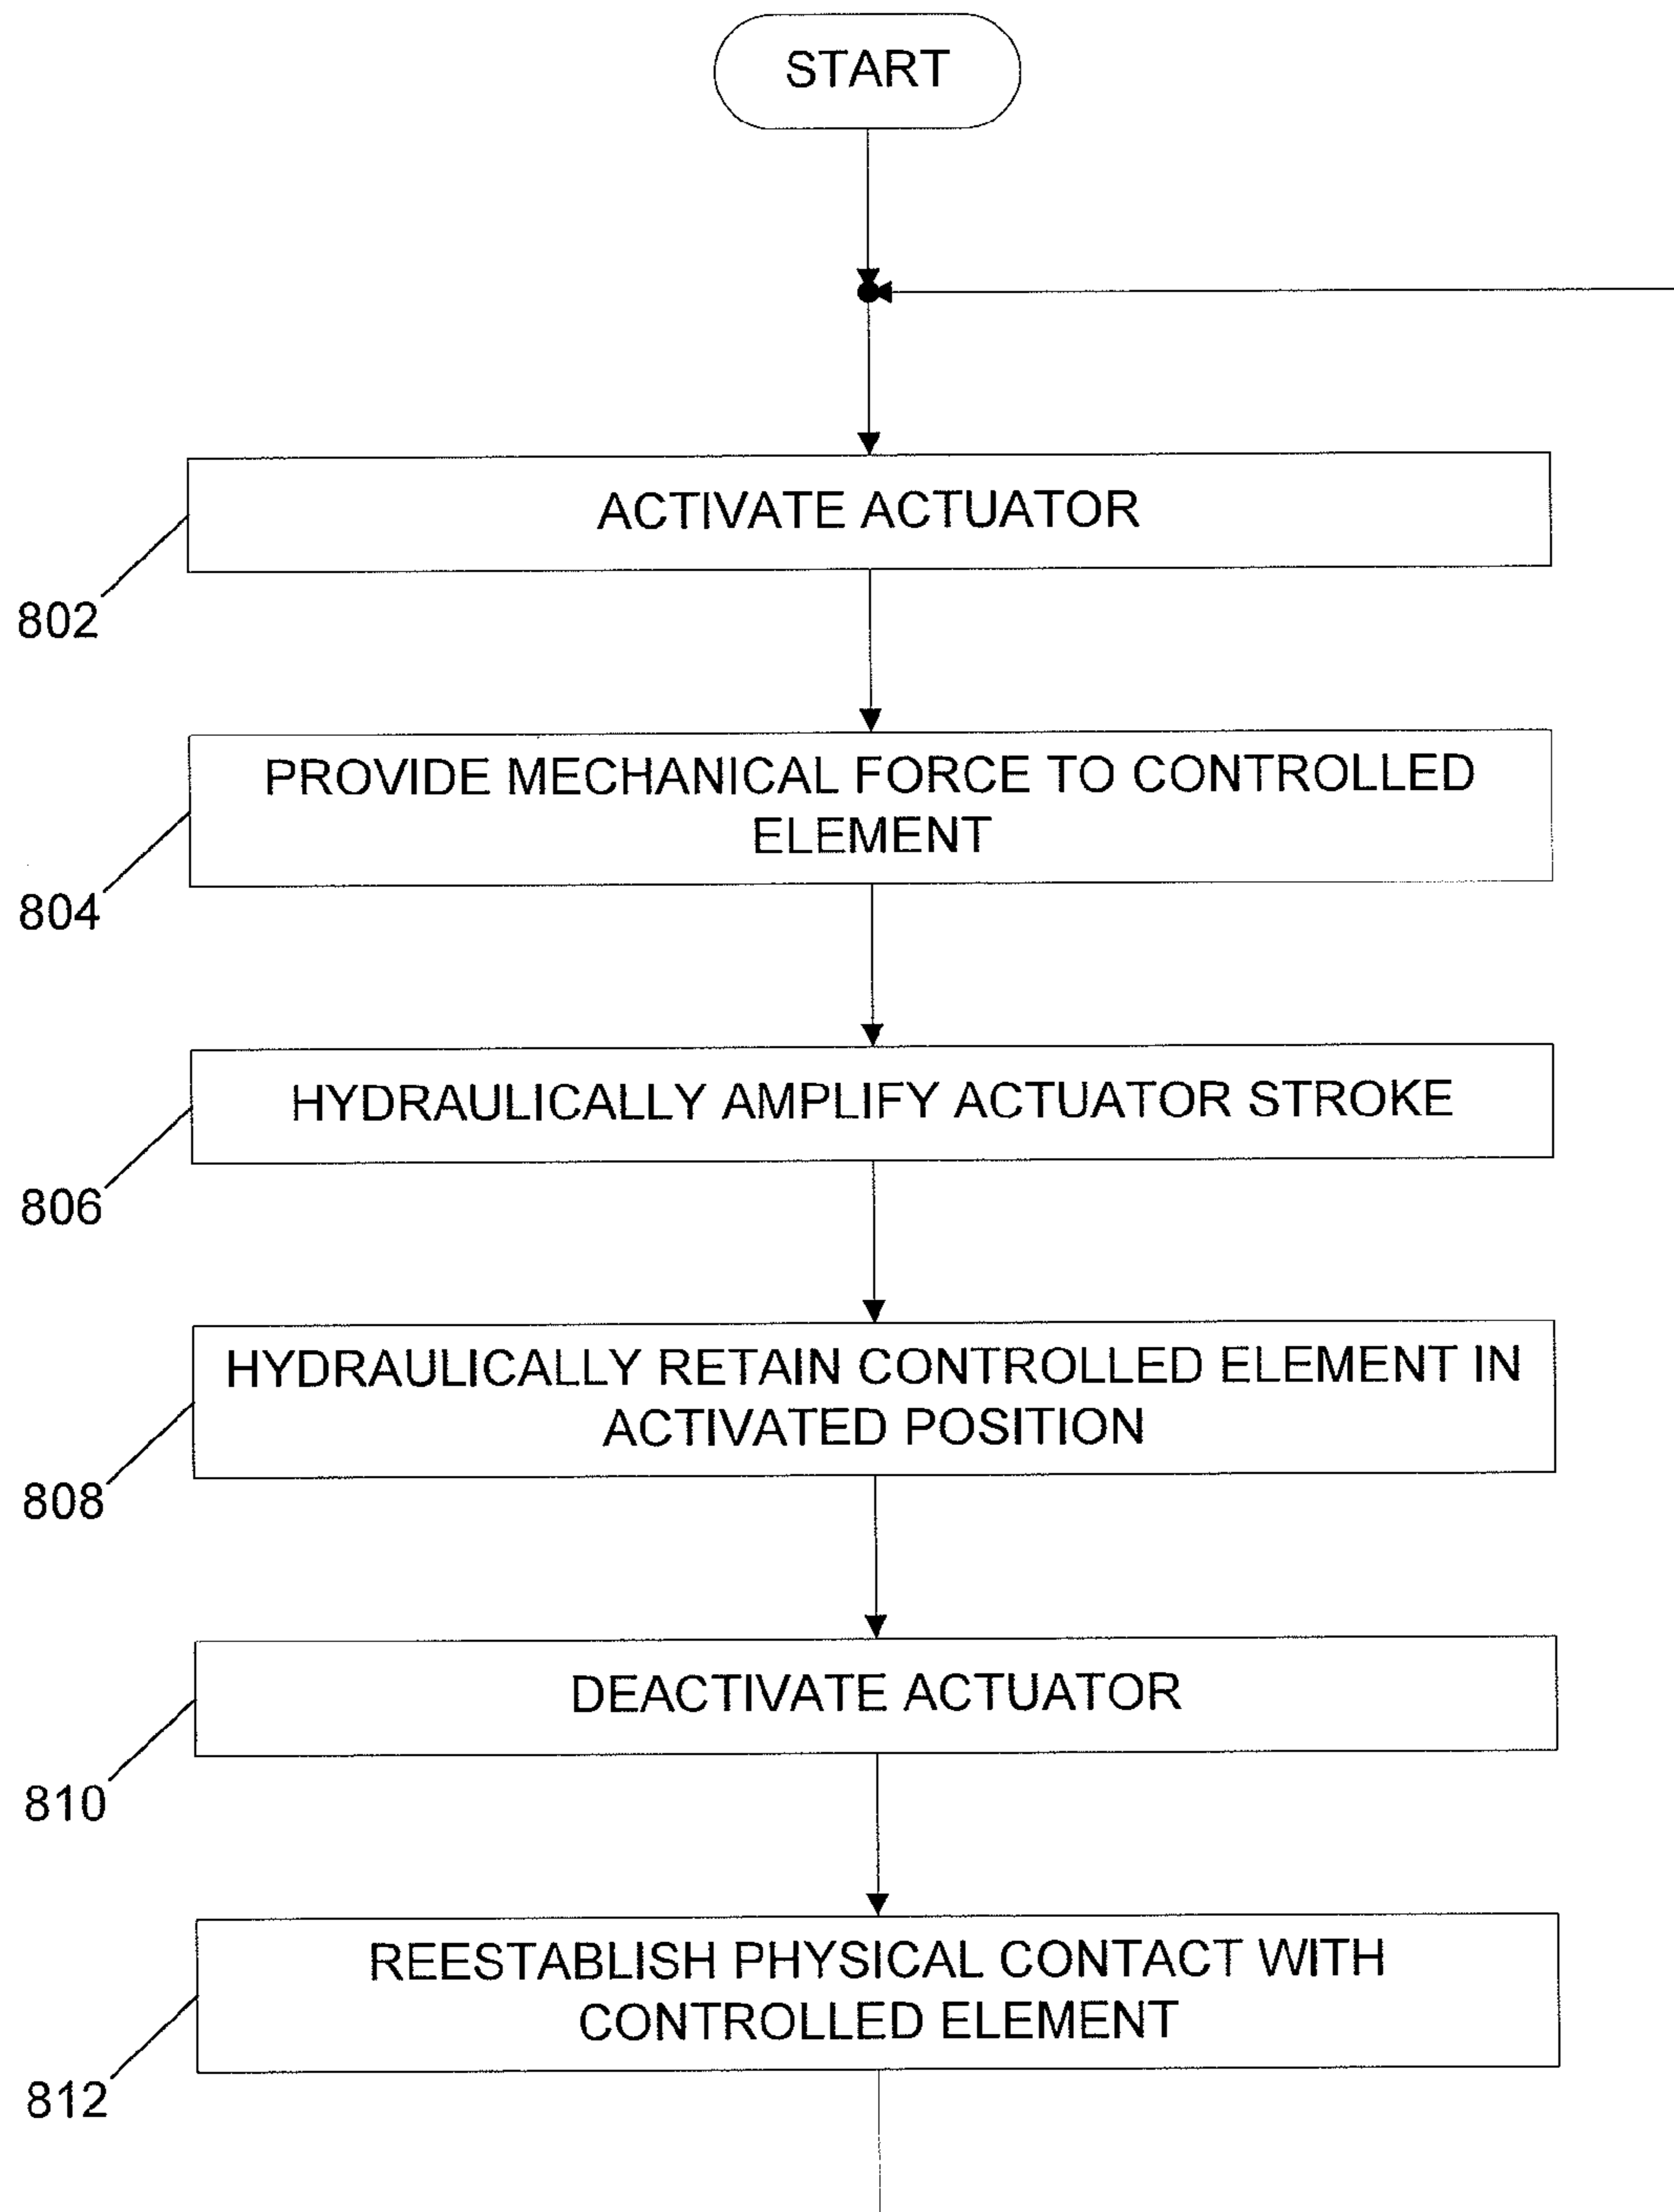 START
ACTIVATE ACTUATOR
802
PROVIDE MECHANICAL FORCE TO CONTROLLED
ELEMENT
804
HYDRAULICALLY AMPLIFY ACTUATOR STROKE
806
HYDRAULICALLY RETAIN CONTROLLED ELEMENT IN
ACTIVATED POSITION
808
DEACTIVATE ACTUATOR
810
REESTABLISH PHYSICAL CONTACT WITH
CONTROLLED ELEMENT
812